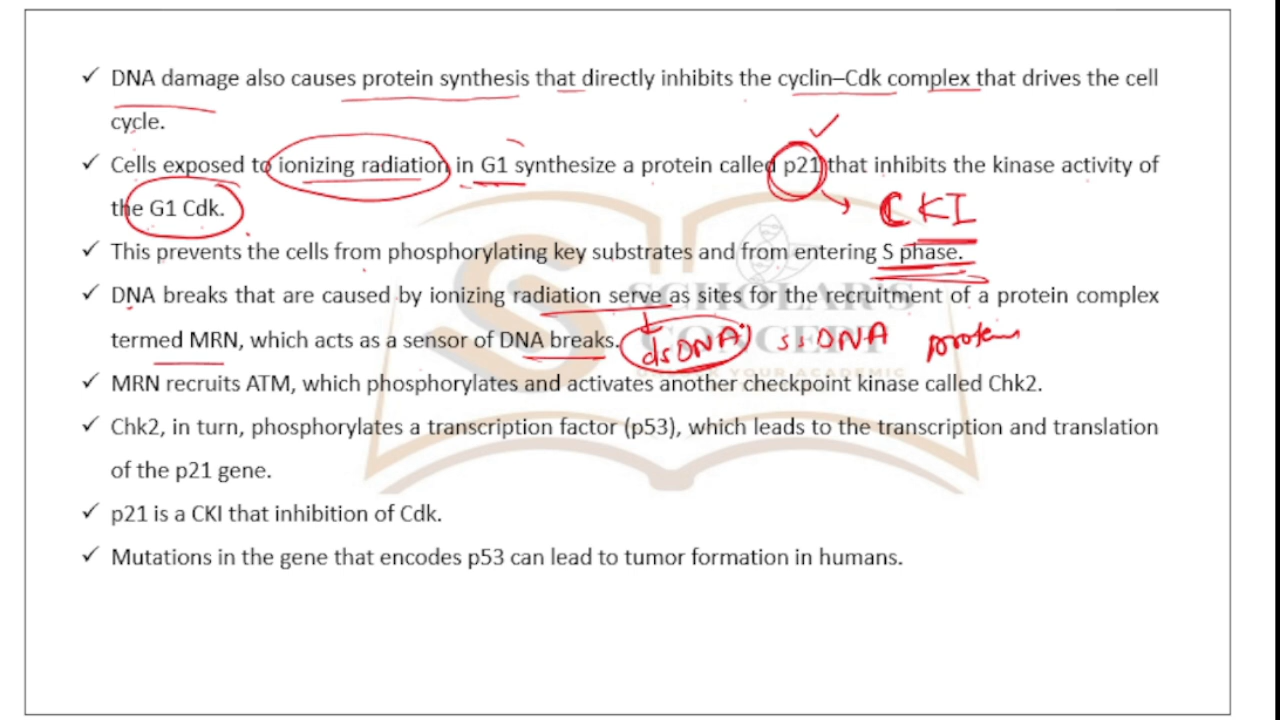 ✓ DNA damage also causes protein synthesis that directly inhibits the cyclin–Cdk complex that drives the cell
cycle.
✓ Cells exposed to ionizing radiation in G1 synthesize a protein called p21 that inhibits the kinase activity of
the G1 Cdk.
CKI
✓ This prevents the cells from phosphorylating key substrates and from entering S phase.
✓ DNA breaks that are caused by ionizing radiation serve as sites for the recruitment of a protein complex
termed MRN, which acts as a sensor of DNA breaks.
dsDNA ssDNA protein
SCHOLAR'S
CONCEPT
YOUR ACADEMIC
✓ MRN recruits ATM, which phosphorylates and activates another checkpoint kinase called Chk2.
✓ Chk2, in turn, phosphorylates a transcription factor (p53), which leads to the transcription and translation
of the p21 gene.
✓ p21 is a CKI that inhibition of Cdk.
✓ Mutations in the gene that encodes p53 can lead to tumor formation in humans.